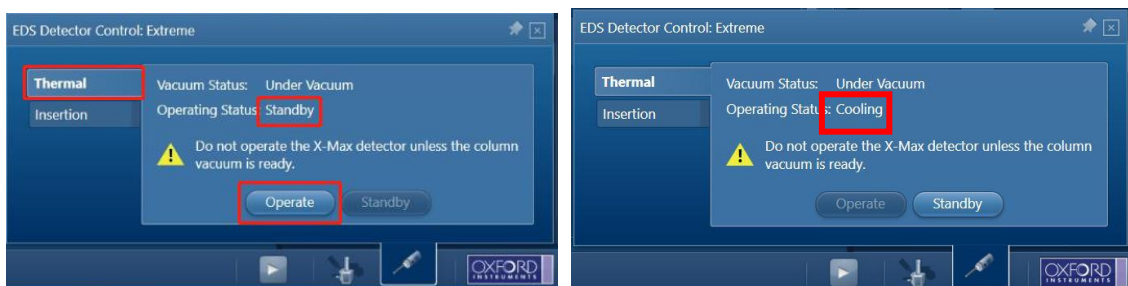 EDS Detector Control: Extreme
Thermal
Insertion
Vacuum Status: Under Vacuum
Operating Status: Standby
Do not operate the X-Max detector unless the column
vacuum is ready.
Operate
Standby
OXFORD
INSTRUMENTS
EDS Detector Control: Extreme
Thermal
Insertion
Vacuum Status: Under Vacuum
Operating Status: Cooling
Do not operate the X-Max detector unless the column
vacuum is ready.
Operate
Standby
OXFORD
INSTRUMENTS